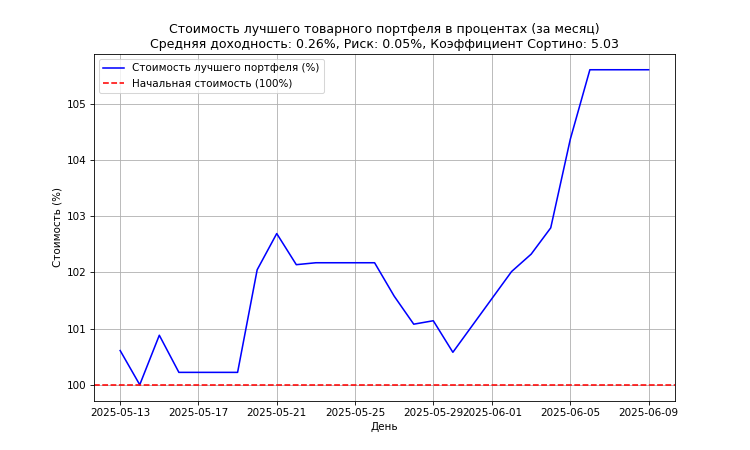 Стоимость лучшего товарного портфеля в процентах (за месяц)
Средняя доходность: 0.26%, Риск: 0.05%, Коэффициент Сортино: 5.03
Стоимость лучшего портфеля (%)
Начальная стоимость (100%)
105
104
103
102
101
100
Стоимость (%)
2025-05-13 2025-05-17 2025-05-21 2025-05-25 2025-05-29 2025-06-01 2025-06-05 2025-06-09
День